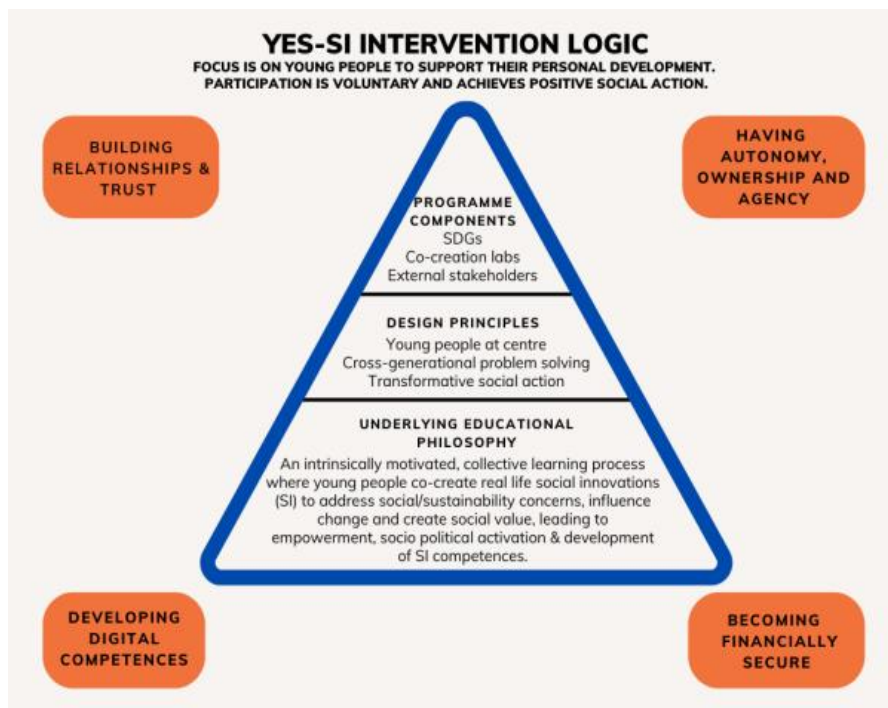 YES-SI INTERVENTION LOGIC
FOCUS IS ON YOUNG PEOPLE TO SUPPORT THEIR PERSONAL DEVELOPMENT.
PARTICIPATION IS VOLUNTARY AND ACHIEVES POSITIVE SOCIAL ACTION.
BUILDING
RELATIONSHIPS &
TRUST
HAVING
AUTONOMY,
OWNERSHIP AND
AGENCY
PROGRAMME
COMPONENTS
SDGs
Co-creation labs
External stakeholders
DESIGN PRINCIPLES
Young people at centre
Cross-generational problem solving
Transformative social action
UNDERLYING EDUCATIONAL
PHILOSOPHY
An intrinsically motivated, collective learning process
where young people co-create real life social innovations
(SI) to address social/sustainability concerns, influence
change and create social value, leading to
empowerment, socio political activation & development
of SI competences.
DEVELOPING
DIGITAL
COMPETENCES
BECOMING
FINANCIALLY
SECURE